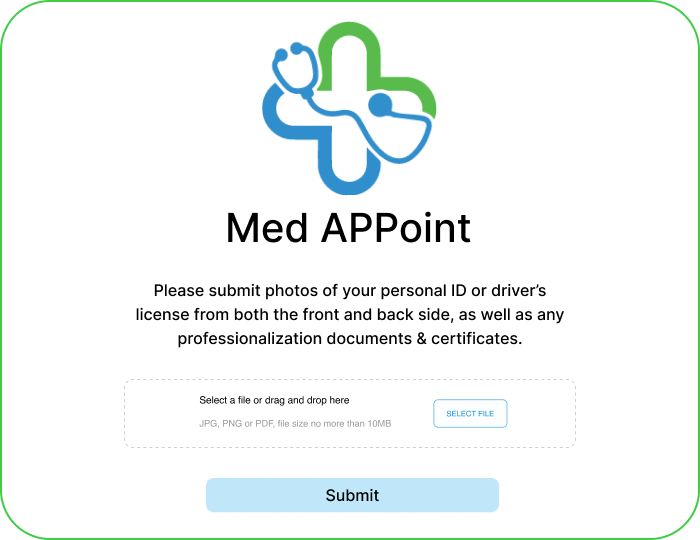 Med APPoint
Please submit photos of your personal ID or driver’s
license from both the front and back side, as well as any
professionalization documents & certificates.
Select a file or drag and drop here
JPG, PNG or PDF, file size no more than 10MB
SELECT FILE
Submit